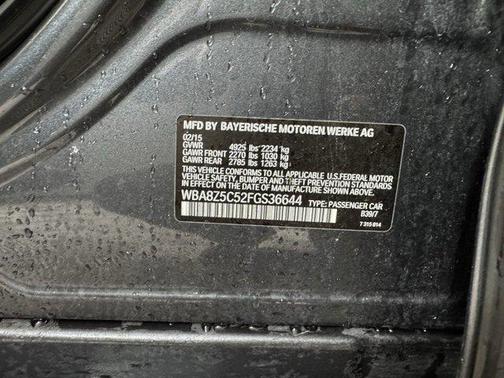 MFD BY BAYERISCHE MOTOREN WERKE AG
02/15
GVWR 4925 lbs 2234 kg
GAWR FRONT 2270 lbs 1030 kg
GAWR REAR 2785 lbs 1263 kg
THIS VEHICLE CONFORMS TO ALL APPLICABLE U.S. FEDERAL MOTOR
VEHICLE SAFETY, BUMPER AND THEFT PREVENTION STANDARDS
IN EFFECT ON THE DATE OF MANUFACTURE SHOWN ABOVE.
WBA8Z5C52FGS36644 TYPE: PASSENGER CAR
B39/7
7 315 014